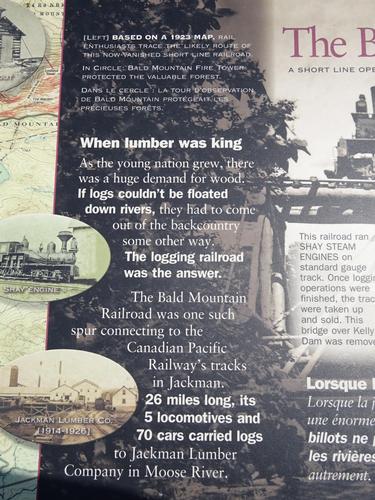 [Left] Based on a 1923 map, rail
enthusiasts trace the likely route of
this now-vanished short line railroad.
In Circle: Bald Mountain Fire Tower
protected the valuable forest.
Dans le cercle : la tour d'observation
de Bald Mountain protégeait les
précieuses forêts.
The B
A SHORT LINE OPE
When lumber was king
As the young nation grew, there
was a huge demand for wood.
If logs couldn't be floated
down rivers, they had to come
out of the backcountry
some other way.
The logging railroad
was the answer.
The Bald Mountain
Railroad was one such
spur connecting to the
Canadian Pacific
Railway's tracks
in Jackman.
26 miles long, its
5 locomotives and
70 cars carried logs
to Jackman Lumber
Company in Moose River.
Shay Engine
Jackman Lumber Co.
(1914-1926)
This railroad ran
SHAY STEAM
ENGINES on
standard gauge
track. Once loggin
operations were
finished, the trac
were taken up
and sold. This
bridge over Kelly
Dam was remove
Lorsque l
Lorsque la j
une énorme
billots ne p
les rivières
autrement.